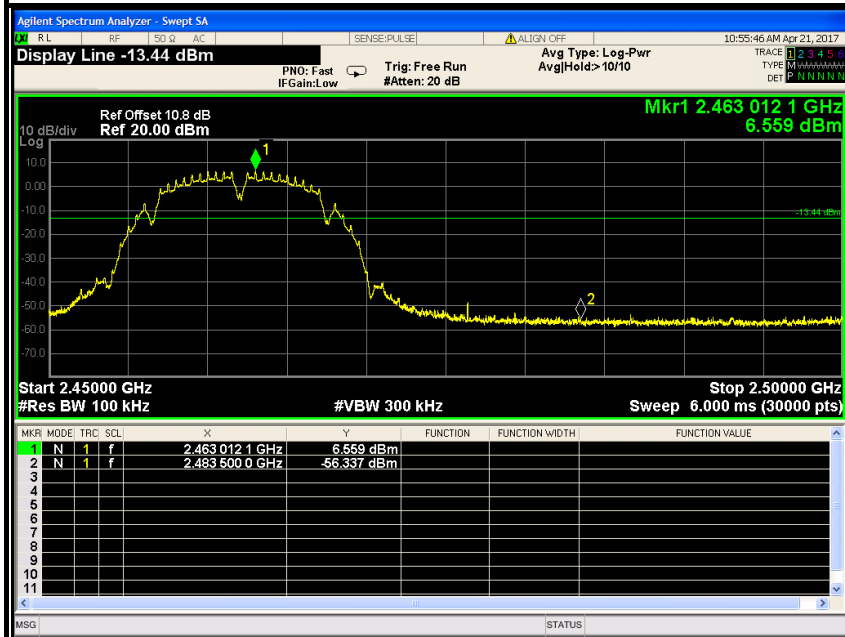 Agilent Spectrum Analyzer - Swept SA
LXI RL RF 50 Ω AC SENSE:PULSE ALIGN OFF 10:55:46 AM Apr 21, 2017
Display Line -13.44 dBm
PNO: Fast
IFGain:Low
Trig: Free Run
#Atten: 20 dB
Avg Type: Log-Pwr
Avg|Hold:>10/10
TRACE 1 2 3 4 5 6
TYPE M
DET P N N N N N
Mkr1 2.463 012 1 GHz
6.559 dBm
Ref Offset 10.8 dB
10 dB/div Ref 20.00 dBm
Log
1
10.0
0.00
-10.0
-13.44 dBm
-20.0
-30.0
-40.0
2
-50.0
-60.0
-70.0
Start 2.45000 GHz Stop 2.50000 GHz
#Res BW 100 kHz #VBW 300 kHz Sweep 6.000 ms (30000 pts)
MKR MODE TRC SCL X Y FUNCTION FUNCTION WIDTH FUNCTION VALUE
1 N 1 f 2.463 012 1 GHz 6.559 dBm
2 N 1 f 2.483 500 0 GHz -56.337 dBm
3
4
5
6
7
8
9
10
11
MSG STATUS